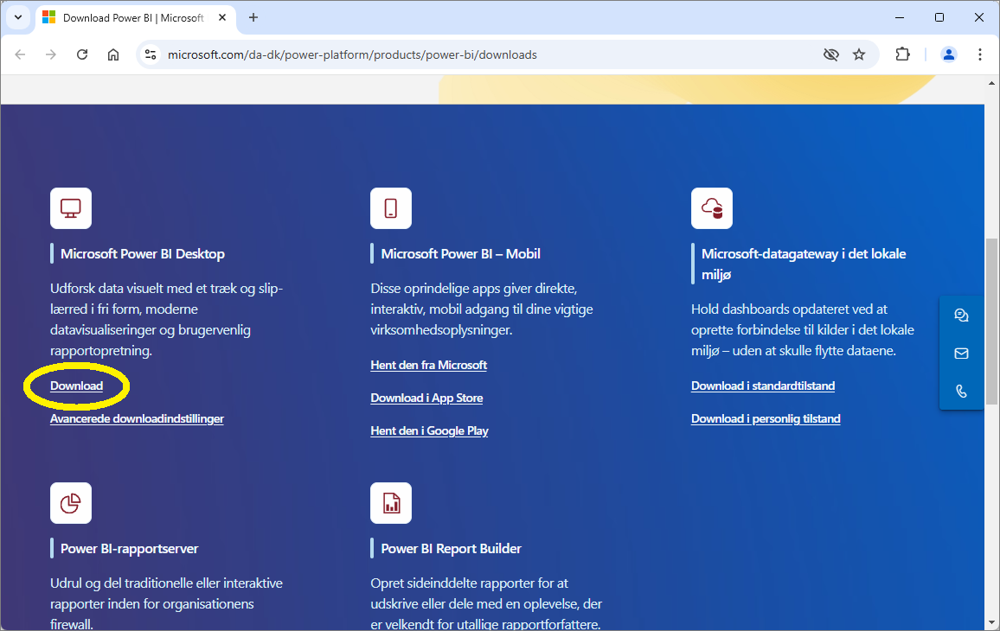 Download Power BI | Microsoft
microsoft.com/da-dk/power-platform/products/power-bi/downloads
Microsoft Power BI Desktop
Udforsk data visuelt med et træk og slip-
lærred i fri form, moderne
datavisualiseringer og brugervenlig
rapportopretning.
Download
Avancerede downloadindstillinger
Microsoft Power BI – Mobil
Disse oprindelige apps giver direkte,
interaktiv, mobil adgang til dine vigtige
virksomhedsoplysninger.
Hent den fra Microsoft
Download i App Store
Hent den i Google Play
Microsoft-datagateway i det lokale
miljø
Hold dashboards opdateret ved at
oprette forbindelse til kilder i det lokale
miljø – uden at skulle flytte dataene.
Download i standardtilstand
Download i personlig tilstand
Power BI-rapportserver
Udrul og del traditionelle eller interaktive
rapporter inden for organisationens
firewall.
Power BI Report Builder
Opret sideinddelte rapporter for at
udskrive eller dele med en oplevelse, der
er velkendt for utallige rapportforfattere.